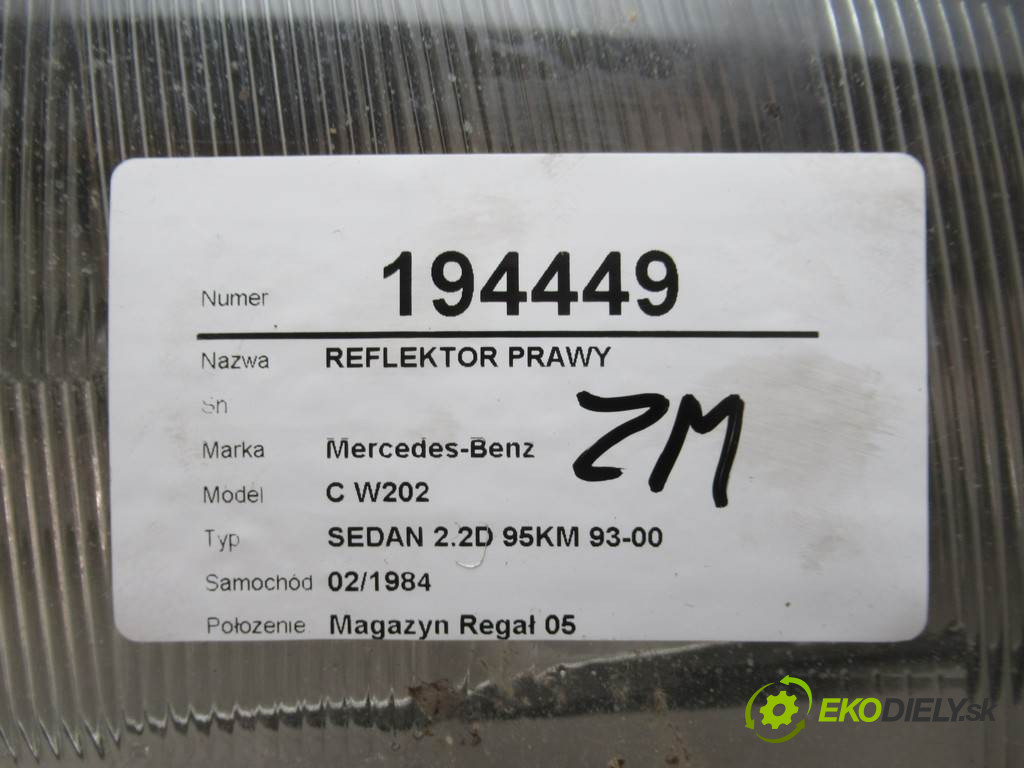 Numer 194449
Nazwa REFLEKTOR PRAWY
Sn
ZM
Marka Mercedes-Benz
Model C W202
Typ SEDAN 2.2D 95KM 93-00
Samochód 02/1984
Położenie Magazyn Regał 05
EKODIELY.sk